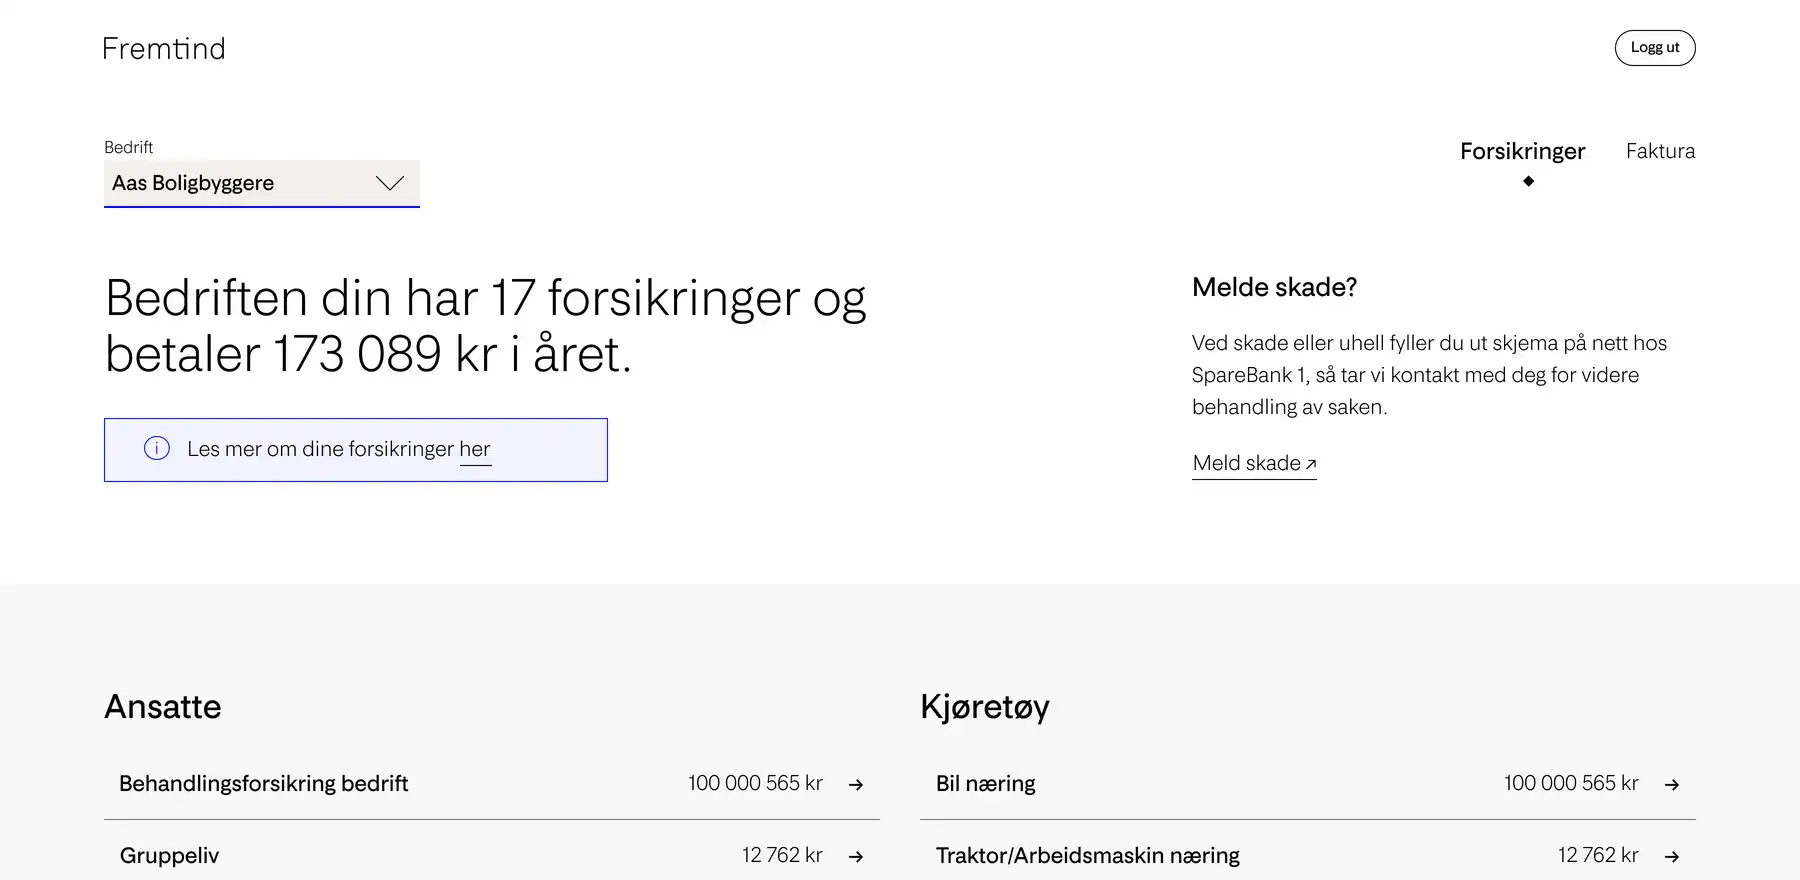 Fremtind
Logg ut
Bedrift
Aas Boligbyggere
Forsikringer
Faktura
Bedriften din har 17 forsikringer og
betaler 173 089 kr i året.
Les mer om dine forsikringer her
Melde skade?
Ved skade eller uhell fyller du ut skjema på nett hos
SpareBank 1, så tar vi kontakt med deg for videre
behandling av saken.
Meld skade ↗
Ansatte
Behandlingsforsikring bedrift 100 000 565 kr →
Gruppeliv 12 762 kr →
Kjøretøy
Bil næring 100 000 565 kr →
Traktor/Arbeidsmaskin næring 12 762 kr →